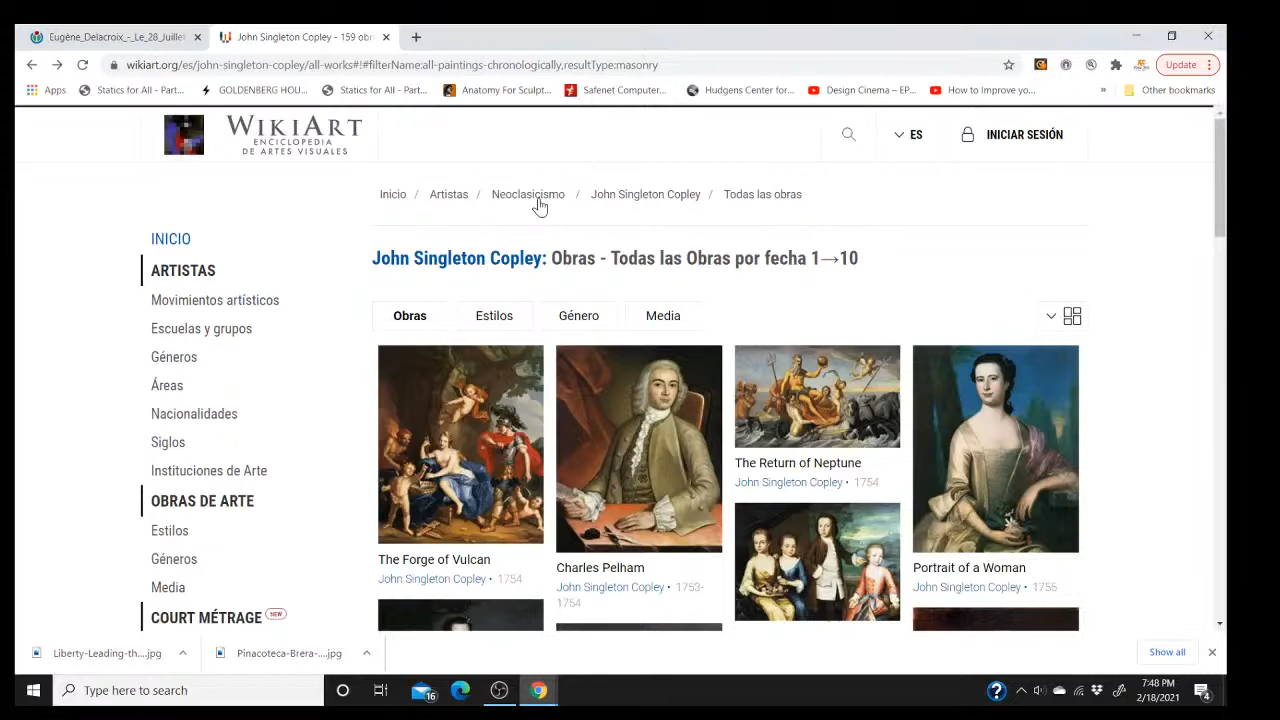 Eugène_Delacroix_-_Le_28_Juillet
John Singleton Copley - 159 obr
wikiart.org/es/john-singleton-copley/all-works#!#filterName:all-paintings-chronologically,resultType:masonry
Update
Apps
Statics for All - Part...
GOLDENBERG HOU...
Statics for All - Part...
Anatomy For Sculpt...
Safenet Computer...
Hudgens Center for...
Design Cinema – EP...
How to Improve yo...
»
Other bookmarks
WIKIART
ENCICLOPEDIA
DE ARTES VISUALES
ES
INICIAR SESIÓN
Inicio / Artistas / Neoclasicismo / John Singleton Copley / Todas las obras
INICIO
ARTISTAS
Movimientos artísticos
Escuelas y grupos
Géneros
Áreas
Nacionalidades
Siglos
Instituciones de Arte
OBRAS DE ARTE
Estilos
Géneros
Media
COURT MÉTRAGE NEW
John Singleton Copley: Obras - Todas las Obras por fecha 1→10
Obras
Estilos
Género
Media
The Forge of Vulcan
John Singleton Copley • 1754
Charles Pelham
John Singleton Copley • 1753-
1754
The Return of Neptune
John Singleton Copley • 1754
Portrait of a Woman
John Singleton Copley • 1755
Liberty-Leading-th....jpg
Pinacoteca-Brera-....jpg
Show all
Type here to search
16
7:48 PM
2/18/2021
4